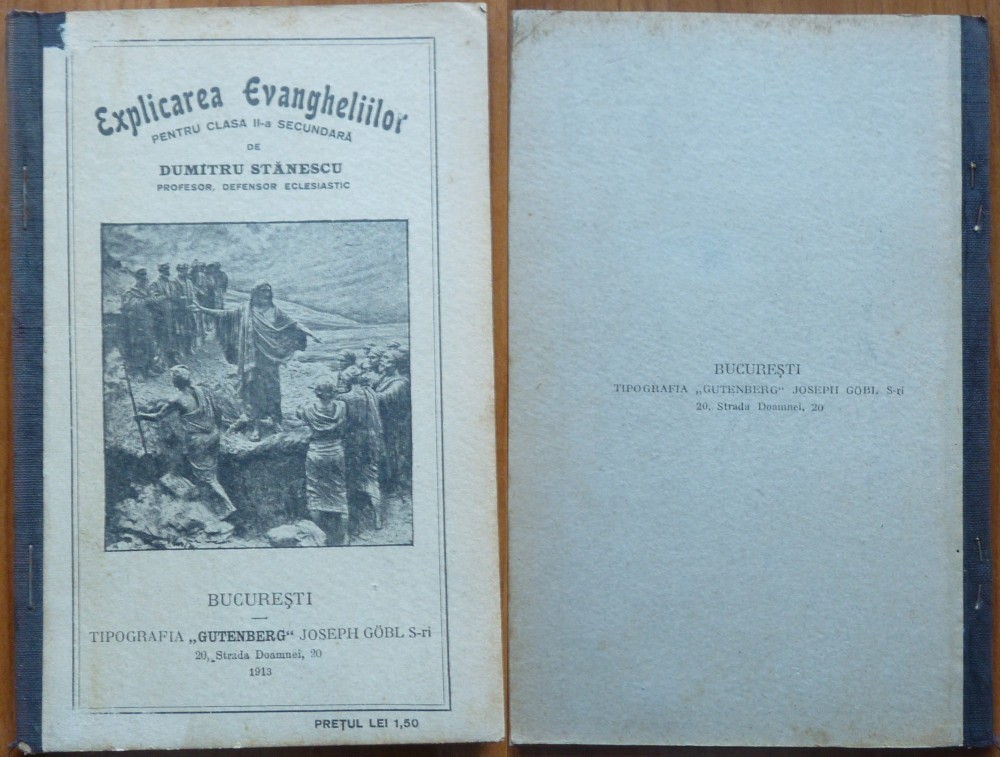 Explicarea Evangheliilor
PENTRU CLASA II-a SECUNDARĂ
DE
DUMITRU STĂNESCU
PROFESOR, DEFENSOR ECLESIASTIC
BUCUREŞTI
TIPOGRAFIA „GUTENBERG“ JOSEPH GÖBL S-ri
20, Strada Doamnei, 20
1913
PREŢUL LEI 1,50
BUCUREŞTI
TIPOGRAFIA „GUTENBERG“ JOSEPH GÖBL S-ri
20, Strada Doamnei, 20